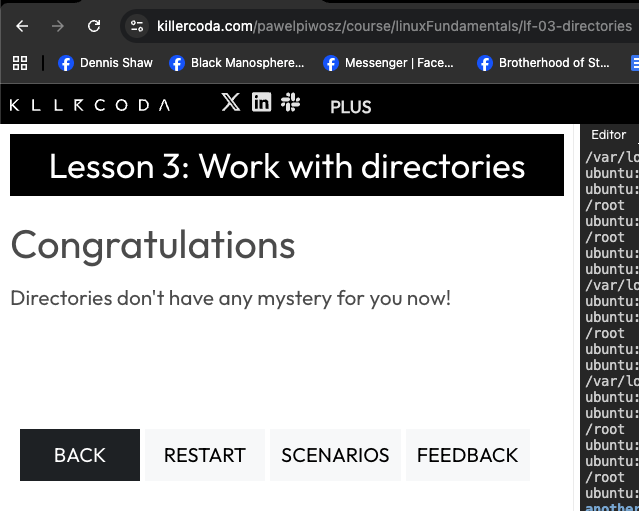 killercoda.com/pawelpiwosz/course/linuxFundamentals/lf-03-directories
Dennis Shaw
Black Manosphere...
Messenger | Face...
Brotherhood of St...
KLLRCODA
PLUS
Lesson 3: Work with directories
Congratulations
Directories don't have any mystery for you now!
BACK
RESTART
SCENARIOS
FEEDBACK
Editor
/var/lo
ubuntu:
ubuntu:
/root
ubuntu:
/root
ubuntu:
ubuntu:
/var/lo
ubuntu:
ubuntu:
/root
ubuntu:
ubuntu:
/var/lo
ubuntu:
ubuntu:
/root
ubuntu:
ubuntu:
/root
ubuntu:
another